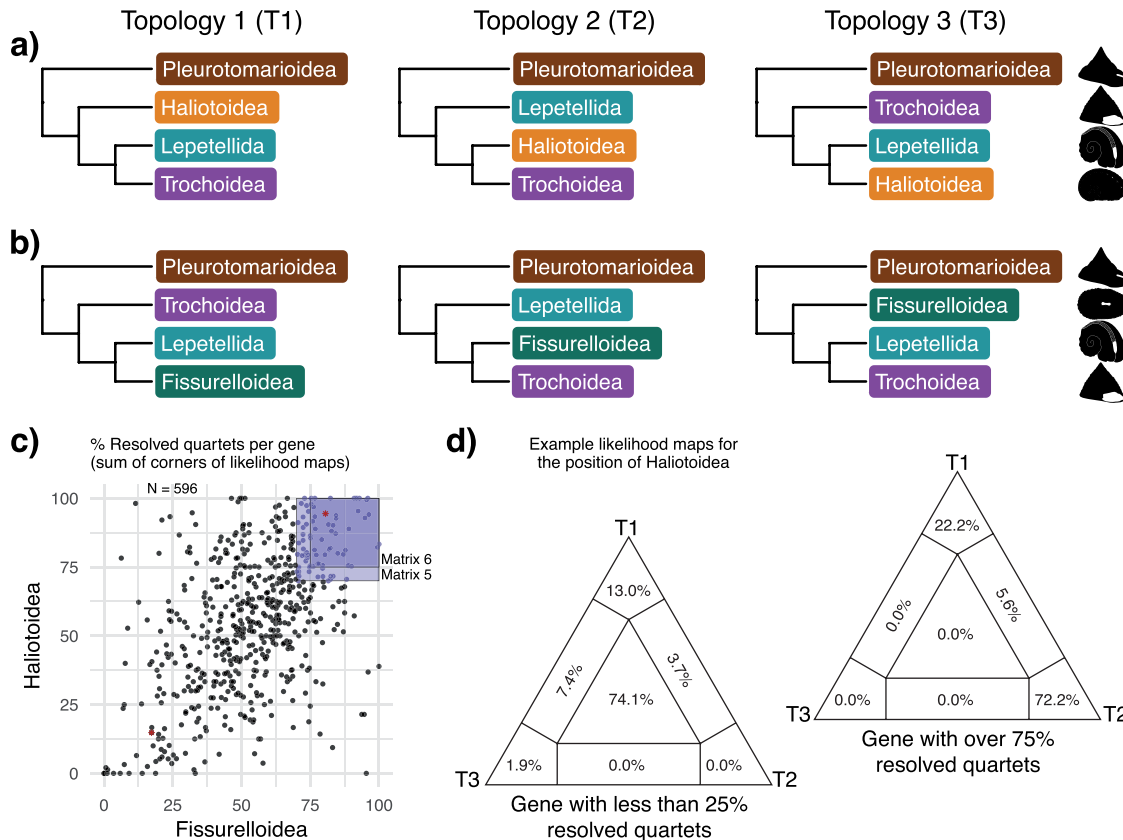 Topology 1 (T1)
Topology 2 (T2)
Topology 3 (T3)
a)
Pleurotomarioidea
Haliotoidea
Lepetellida
Trochoidea
Pleurotomarioidea
Lepetellida
Haliotoidea
Trochoidea
Pleurotomarioidea
Trochoidea
Lepetellida
Haliotoidea
b)
Pleurotomarioidea
Trochoidea
Lepetellida
Fissurelloidea
Pleurotomarioidea
Lepetellida
Fissurelloidea
Trochoidea
Pleurotomarioidea
Fissurelloidea
Lepetellida
Trochoidea
c)
% Resolved quartets per gene
(sum of corners of likelihood maps)
N = 596
100
75
50
25
0
Haliotoidea
Matrix 6
Matrix 5
0
25
50
75
100
Fissurelloidea
d)
Example likelihood maps for
the position of Haliotoidea
T1
13.0%
7.4%
3.7%
74.1%
1.9%
0.0%
0.0%
T3
T2
Gene with less than 25%
resolved quartets
T1
22.2%
0.0%
5.6%
0.0%
0.0%
0.0%
72.2%
T3
T2
Gene with over 75%
resolved quartets